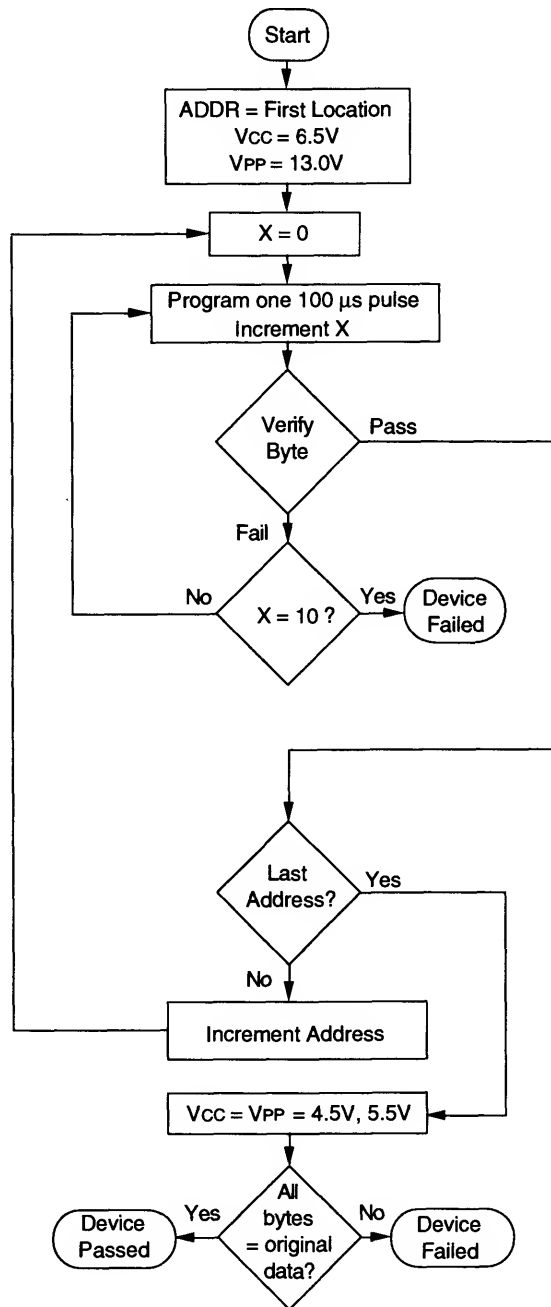 Start
ADDR = First Location
VCC = 6.5V
VPP = 13.0V
X = 0
Program one 100 µs pulse
Increment X
Verify
Byte
Pass
Fail
No
X = 10 ?
Yes
Device
Failed
Last
Address?
Yes
No
Increment Address
VCC = VPP = 4.5V, 5.5V
Device
Passed
Yes
All
bytes
= original
data?
No
Device
Failed